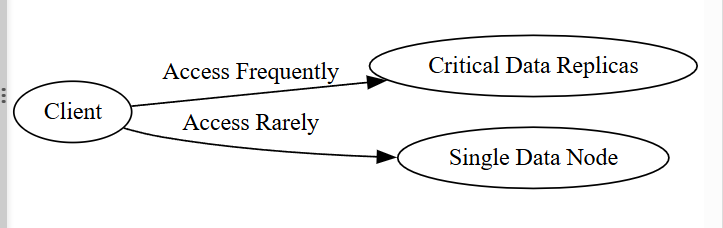 Access Frequently
Critical Data Replicas
Client
Access Rarely
Single Data Node